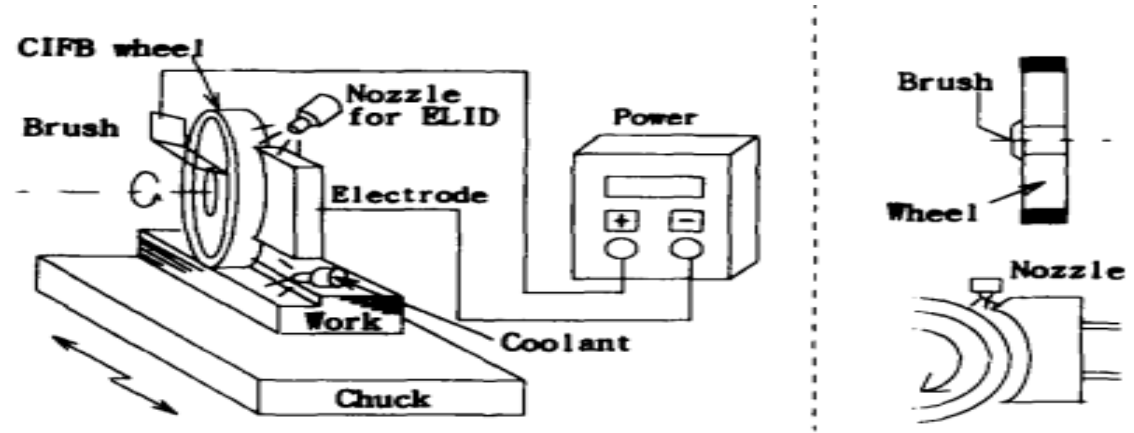 CIFB wheel
Nozzle
for ELID
Brush
Power
Electrode
+ -
Work
Coolant
Chuck
Brush
Wheel
Nozzle